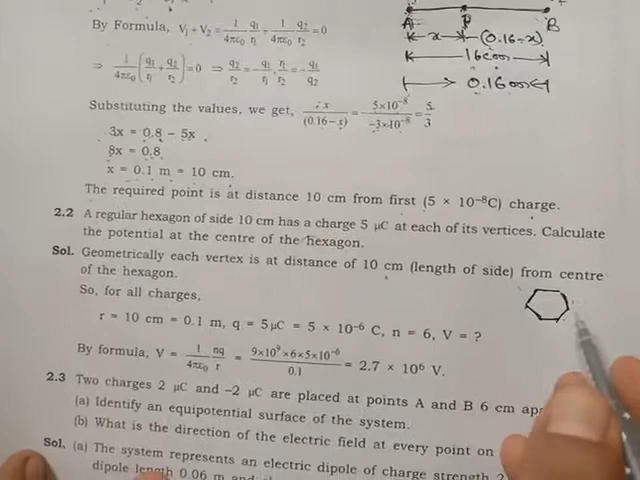 By Formula, V₁ + V₂ = 1/4πε₀ q₁/r₁ + 1/4πε₀ q₂/r₂ = 0
A P B
x (0.16-x)
16 cm
⇒ 1/4πε₀ (q₁/r₁ + q₂/r₂) = 0 ⇒ q₂/r₂ = -q₁/r₁, r₁/r₂ = -q₁/q₂
0.16
Substituting the values, we get, x/(0.16 - x) = - 5×10⁻⁸/-3×10⁻⁸ = 5/3
3x = 0.8 - 5x
8x = 0.8
x = 0.1 m = 10 cm.
The required point is at distance 10 cm from first (5 × 10⁻⁸C) charge.
2.2 A regular hexagon of side 10 cm has a charge 5 μC at each of its vertices. Calculate
the potential at the centre of the hexagon.
Sol. Geometrically each vertex is at distance of 10 cm (length of side) from centre
of the hexagon.
So, for all charges,
r = 10 cm = 0.1 m, q = 5μC = 5 × 10⁻⁶ C, n = 6, V = ?
By formula, V = 1/4πε₀ nq/r = 9×10⁹×6×5×10⁻⁶/0.1 = 2.7 × 10⁶ V.
2.3 Two charges 2 μC and –2 μC are placed at points A and B 6 cm
(a) Identify an equipotential surface of the system.
(b) What is the direction of the electric field at every point on
Sol. (a) The system represents an electric dipole of charge strength 2
dipole length 0.06 m and